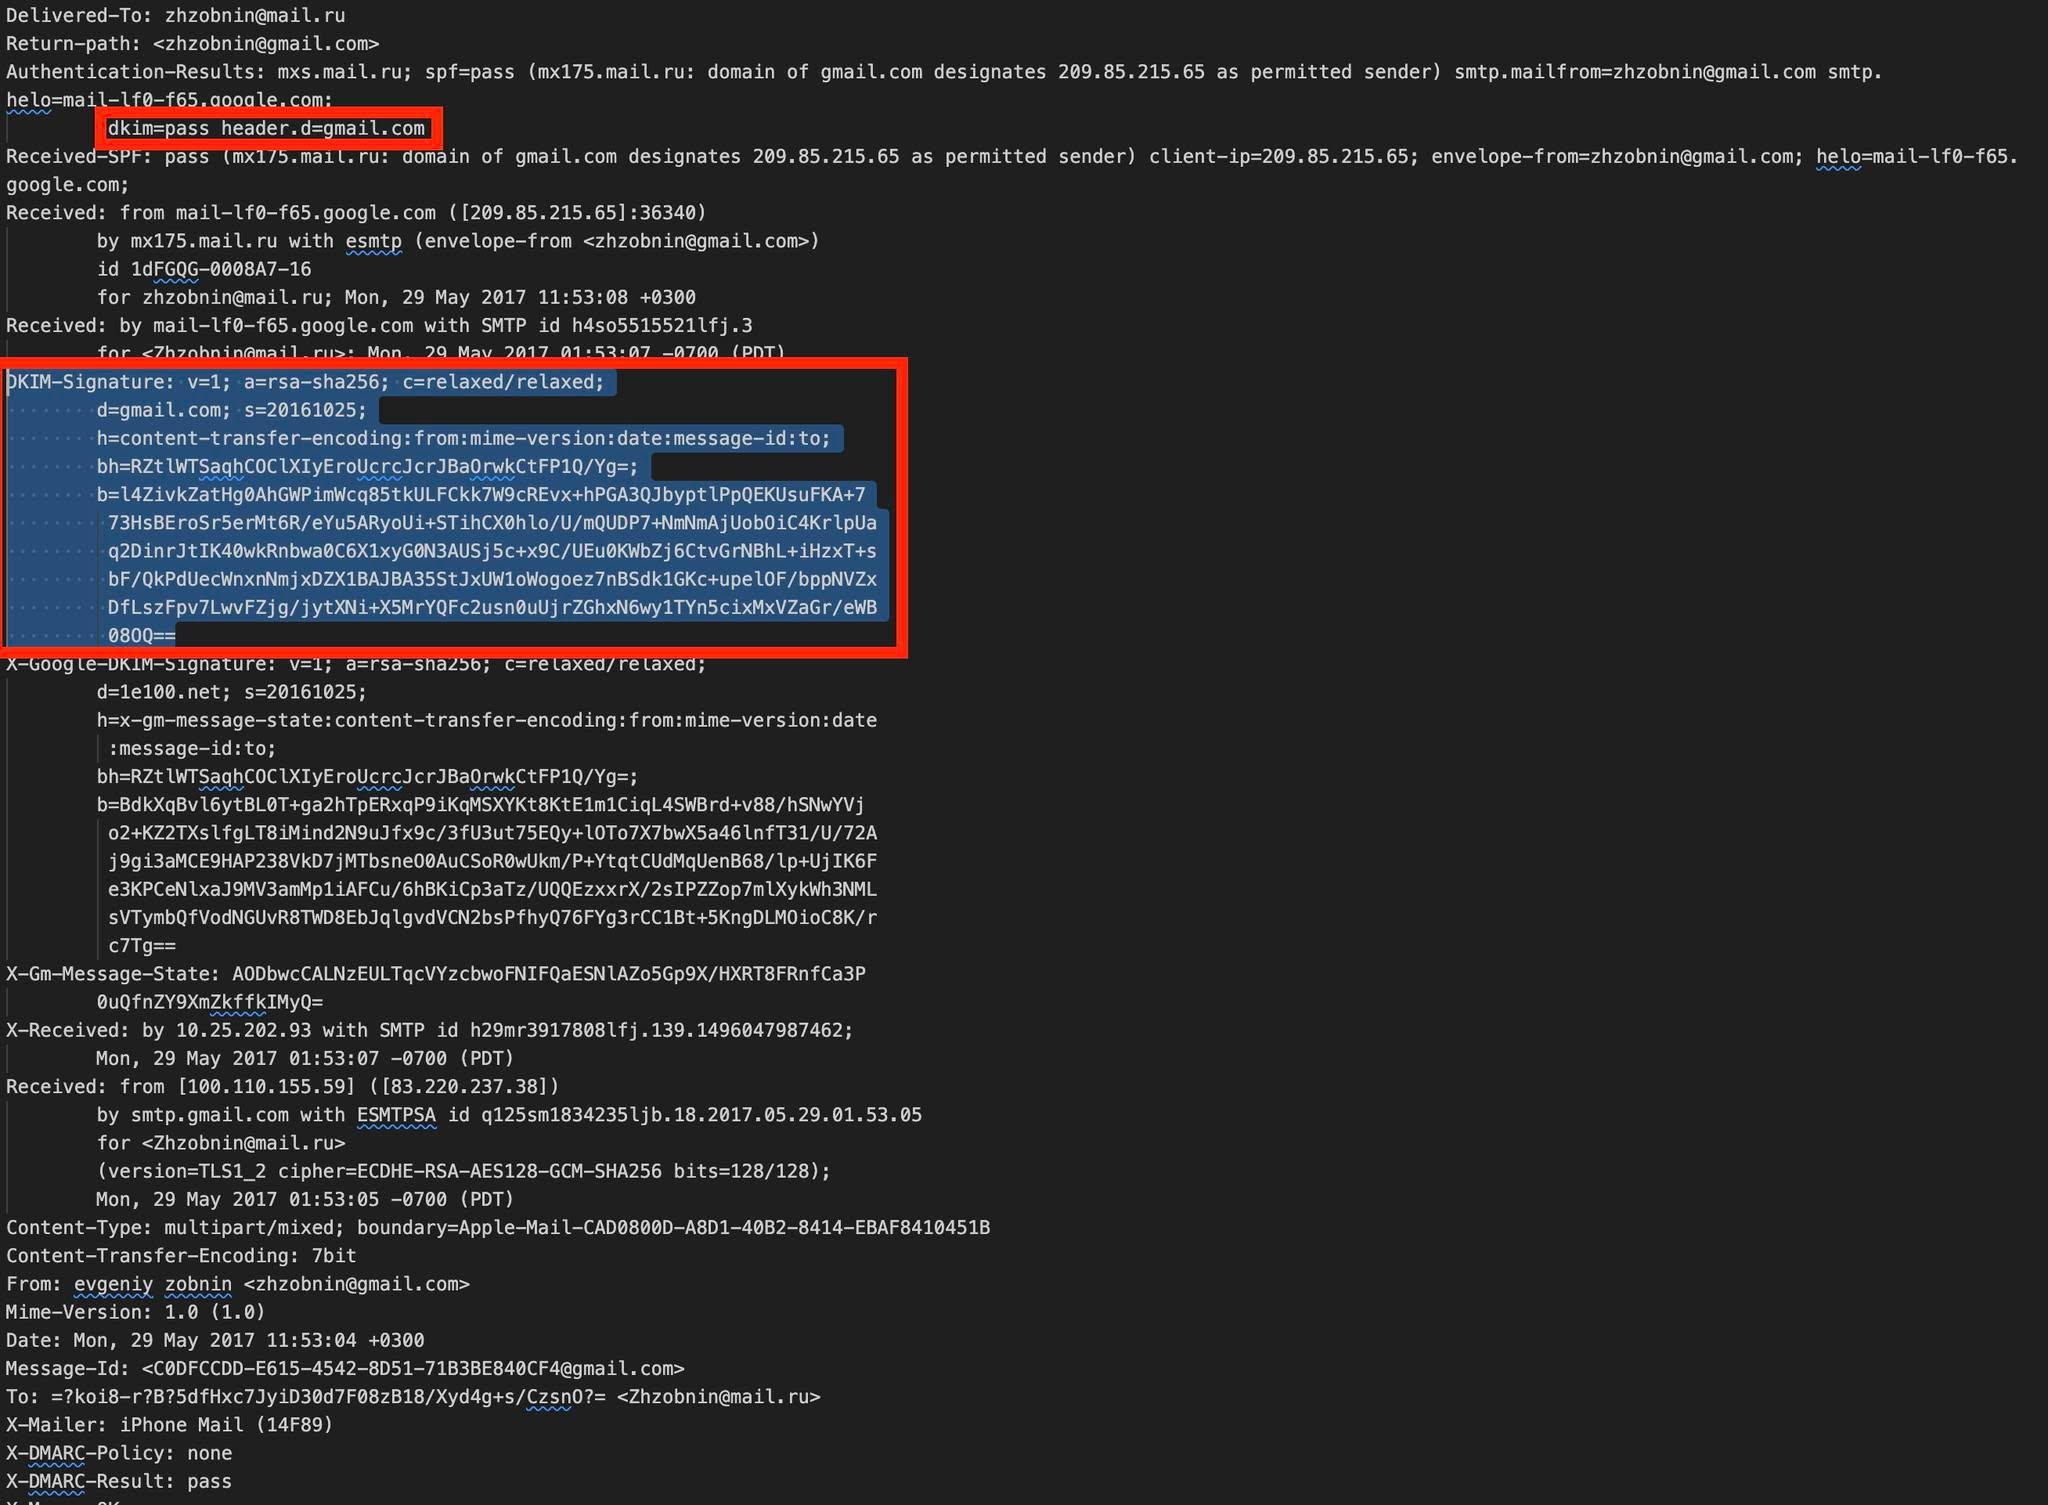 Delivered-To: zhzobnin@mail.ru
Return-path: <zhzobnin@gmail.com>
Authentication-Results: mxs.mail.ru; spf=pass (mx175.mail.ru: domain of gmail.com designates 209.85.215.65 as permitted sender) smtp.mailfrom=zhzobnin@gmail.com smtp.
helo=mail-lf0-f65.google.com;
dkim=pass header.d=gmail.com
Received-SPF: pass (mx175.mail.ru: domain of gmail.com designates 209.85.215.65 as permitted sender) client-ip=209.85.215.65; envelope-from=zhzobnin@gmail.com; helo=mail-lf0-f65.
google.com;
Received: from mail-lf0-f65.google.com ([209.85.215.65]:36340)
by mx175.mail.ru with esmtp (envelope-from <zhzobnin@gmail.com>)
id 1dFGQG-0008A7-16
for zhzobnin@mail.ru; Mon, 29 May 2017 11:53:08 +0300
Received: by mail-lf0-f65.google.com with SMTP id h4so5515521lfj.3
for <Zhzobnin@mail.ru>; Mon, 29 May 2017 01:53:07 -0700 (PDT)
DKIM-Signature: v=1; a=rsa-sha256; c=relaxed/relaxed;
d=gmail.com; s=20161025;
h=content-transfer-encoding:from:mime-version:date:message-id:to;
bh=RZtlWTSaqhCOClXIyEroUcrcJcrJBaOrwkCtFP1Q/Yg=;
b=l4ZivkZatHg0AhGWPimWcq85tkULFCkk7W9cREvx+hPGA3QJbyptlPpQEKUsuFKA+7
73HsBEroSr5erMt6R/eYu5ARyoUi+STihCX0hlo/U/mQUDP7+NmNmAjUobOiC4KrlpUa
q2DinrJtIK40wkRnbwa0C6X1xyG0N3AUSj5c+x9C/UEu0KWbZj6CtvGrNBhL+iHzxT+s
bF/QkPdUecWnxnNmjxDZX1BAJBA35StJxUW1oWogoez7nBSdk1GKc+upelOF/bppNVZx
DfLszFpv7LwvFZjg/jytXNi+X5MrYQFc2usn0uUjrZGhxN6wy1TYn5cixMxVZaGr/eWB
08OQ==
X-Google-DKIM-Signature: v=1; a=rsa-sha256; c=relaxed/relaxed;
d=1e100.net; s=20161025;
h=x-gm-message-state:content-transfer-encoding:from:mime-version:date
:message-id:to;
bh=RZtlWTSaqhCOClXIyEroUcrcJcrJBaOrwkCtFP1Q/Yg=;
b=BdkXqBvl6ytBL0T+ga2hTpERxqP9iKqMSXYKt8KtE1m1CiqL4SWBrd+v88/hSNwYVj
o2+KZ2TXslfgLT8iMind2N9uJfx9c/3fU3ut75EQy+lOTo7X7bwX5a46lnfT31/U/72A
j9gi3aMCE9HAP238VkD7jMTbsneO0AuCSoR0wUkm/P+YtqtCUdMqUenB68/lp+UjIK6F
e3KPCeNlxaJ9MV3amMp1iAFCu/6hBKiCp3aTz/UQQEzxxrX/2sIPZZop7mlXykWh3NML
sVTymbQfVodNGUvR8TWD8EbJqlgvdVCN2bsPfhyQ76FYg3rCC1Bt+5KngDLMOioC8K/r
c7Tg==
X-Gm-Message-State: AODbwcCALNzEULTqcVYzcbwoFNIFQaESNlAZo5Gp9X/HXRT8FRnfCa3P
0uQfnZY9XmZkffkIMyQ=
X-Received: by 10.25.202.93 with SMTP id h29mr3917808lfj.139.1496047987462;
Mon, 29 May 2017 01:53:07 -0700 (PDT)
Received: from [100.110.155.59] ([83.220.237.38])
by smtp.gmail.com with ESMTPSA id q125sm1834235ljb.18.2017.05.29.01.53.05
for <Zhzobnin@mail.ru>
(version=TLS1_2 cipher=ECDHE-RSA-AES128-GCM-SHA256 bits=128/128);
Mon, 29 May 2017 01:53:05 -0700 (PDT)
Content-Type: multipart/mixed; boundary=Apple-Mail-CAD0800D-A8D1-40B2-8414-EBAF8410451B
Content-Transfer-Encoding: 7bit
From: evgeniy zobnin <zhzobnin@gmail.com>
Mime-Version: 1.0 (1.0)
Date: Mon, 29 May 2017 11:53:04 +0300
Message-Id: <C0DFCCDD-E615-4542-8D51-71B3BE840CF4@gmail.com>
To: =?koi8-r?B?5dfHxc7JyiD30d7F08zB18/Xyd4g+s/CzsnO?= <Zhzobnin@mail.ru>
X-Mailer: iPhone Mail (14F89)
X-DMARC-Policy: none
X-DMARC-Result: pass